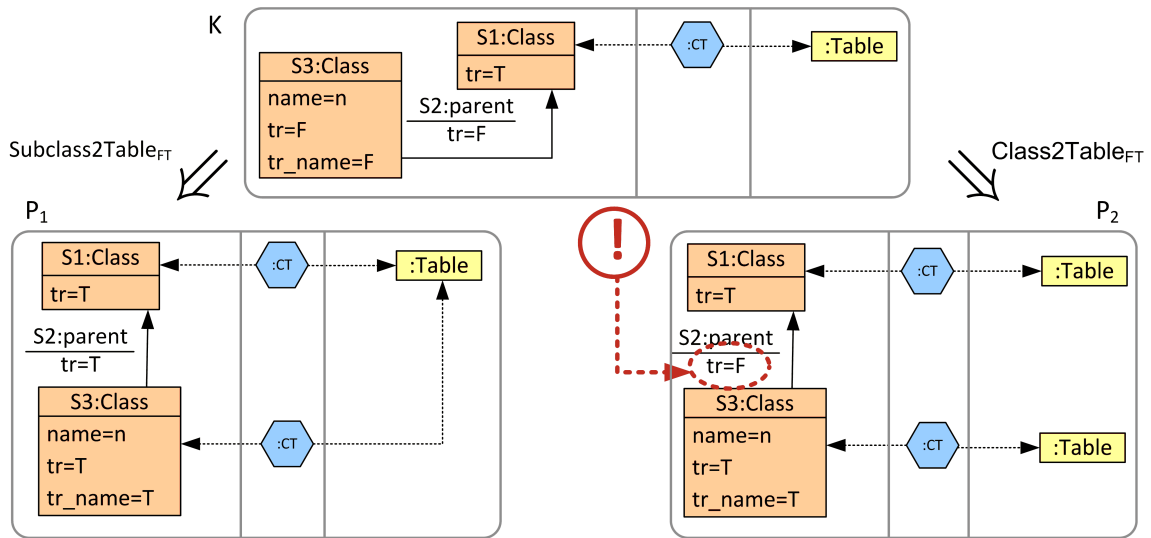 K
S1:Class
tr=T
:CT
:Table
S3:Class
name=n
tr=F
tr_name=F
S2:parent
tr=F
Subclass2TableFT
Class2TableFT
P1
S1:Class
tr=T
:CT
:Table
S2:parent
tr=T
S3:Class
name=n
tr=T
tr_name=T
:CT
!
P2
S1:Class
tr=T
:CT
:Table
S2:parent
tr=F
S3:Class
name=n
tr=T
tr_name=T
:CT
:Table